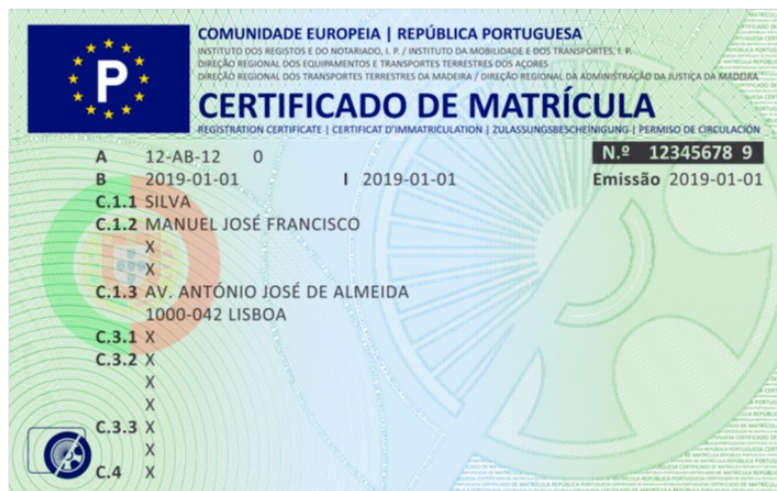 P
COMUNIDADE EUROPEIA | REPÚBLICA PORTUGUESA
INSTITUTO DOS REGISTOS E DO NOTARIADO, I. P. / INSTITUTO DA MOBILIDADE E DOS TRANSPORTES, I. P.
DIREÇÃO REGIONAL DOS EQUIPAMENTOS E TRANSPORTES TERRESTRES DOS AÇORES
DIREÇÃO REGIONAL DOS TRANSPORTES TERRESTRES DA MADEIRA / DIREÇÃO REGIONAL DA ADMINISTRAÇÃO DA JUSTIÇA DA MADEIRA
CERTIFICADO DE MATRÍCULA
REGISTRATION CERTIFICATE | CERTIFICAT D'IMMATRICULATION | ZULASSUNGSBESCHEINIGUNG | PERMISO DE CIRCULACIÓN
A 12-AB-12 0 N.º 12345678 9
B 2019-01-01 I 2019-01-01 Emissão 2019-01-01
C.1.1 SILVA
C.1.2 MANUEL JOSÉ FRANCISCO
X
X
C.1.3 AV. ANTÓNIO JOSÉ DE ALMEIDA
1000-042 LISBOA
C.3.1 X
C.3.2 X
X
X
C.3.3 X
X
C.4 X